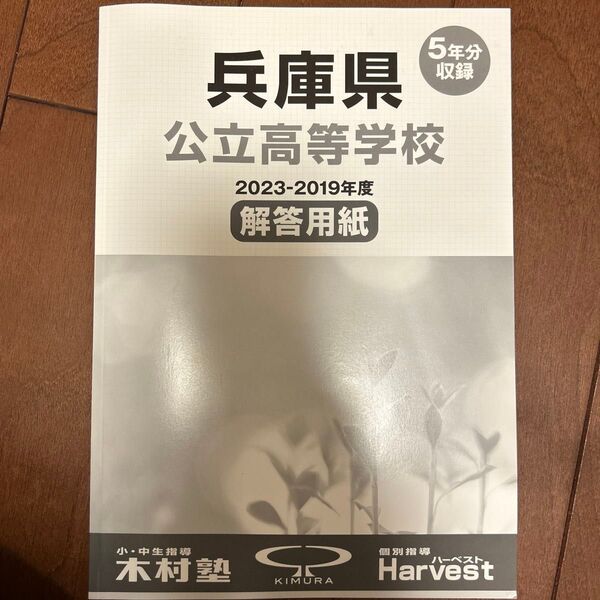 兵庫県
5年分
収録
公立高等学校
2023-2019年度
解答用紙
小・中生指導
木村塾
KIMURA
個別指導
ハーベスト
Harvest